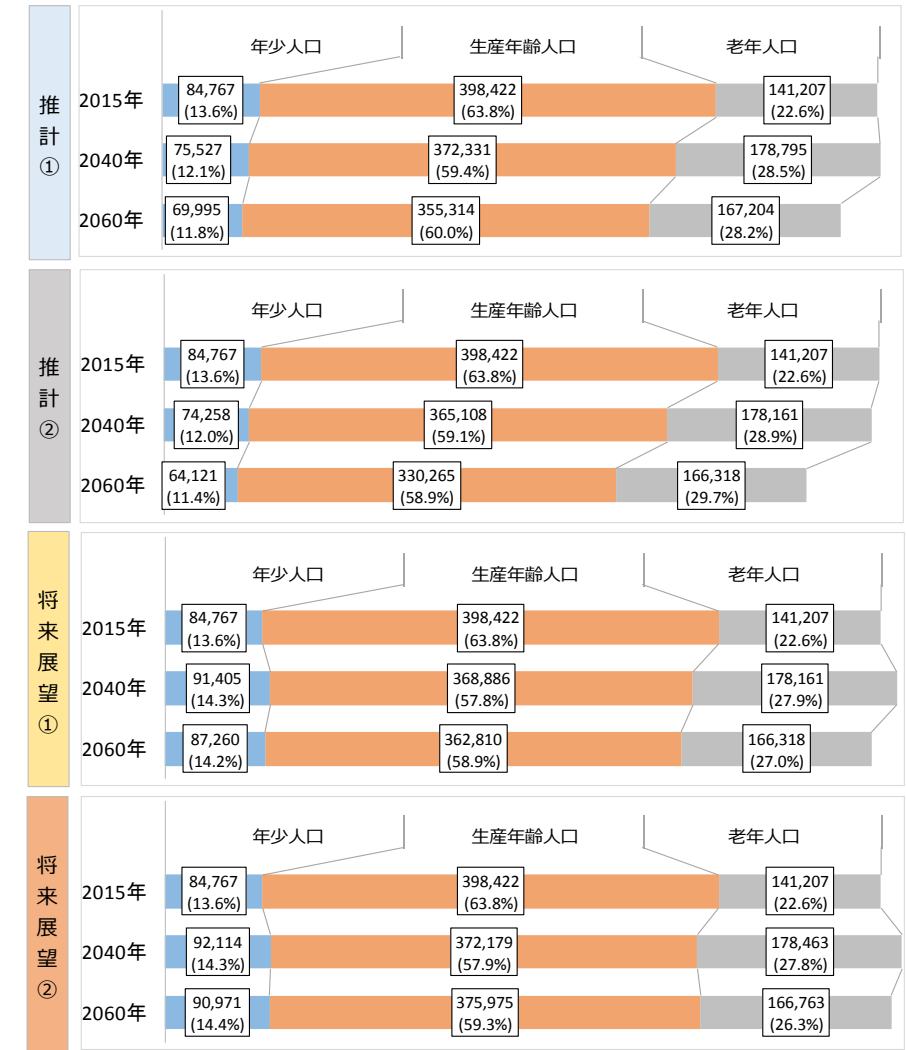 推計①
年少人口 生産年齢人口 老年人口
2015年 84,767 398,422 141,207
(13.6%) (63.8%) (22.6%)
2040年 75,527 372,331 178,795
(12.1%) (59.4%) (28.5%)
2060年 69,995 355,314 167,204
(11.8%) (60.0%) (28.2%)
推計②
年少人口 生産年齢人口 老年人口
2015年 84,767 398,422 141,207
(13.6%) (63.8%) (22.6%)
2040年 74,258 365,108 178,161
(12.0%) (59.1%) (28.9%)
2060年 64,121 330,265 166,318
(11.4%) (58.9%) (29.7%)
将来展望①
年少人口 生産年齢人口 老年人口
2015年 84,767 398,422 141,207
(13.6%) (63.8%) (22.6%)
2040年 91,405 368,886 178,161
(14.3%) (57.8%) (27.9%)
2060年 87,260 362,810 166,318
(14.2%) (58.9%) (27.0%)
将来展望②
年少人口 生産年齢人口 老年人口
2015年 84,767 398,422 141,207
(13.6%) (63.8%) (22.6%)
2040年 92,114 372,179 178,463
(14.3%) (57.9%) (27.8%)
2060年 90,971 375,975 166,763
(14.4%) (59.3%) (26.3%)